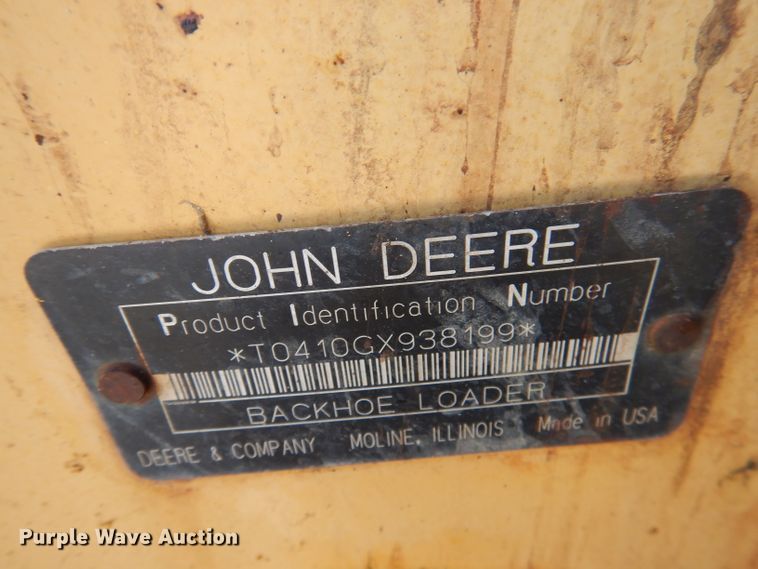 JOHN DEERE
Product Identification Number
*T0410GX938199*
BACKHOE LOADER
DEERE & COMPANY MOLINE, ILLINOIS Made in USA
Purple Wave Auction